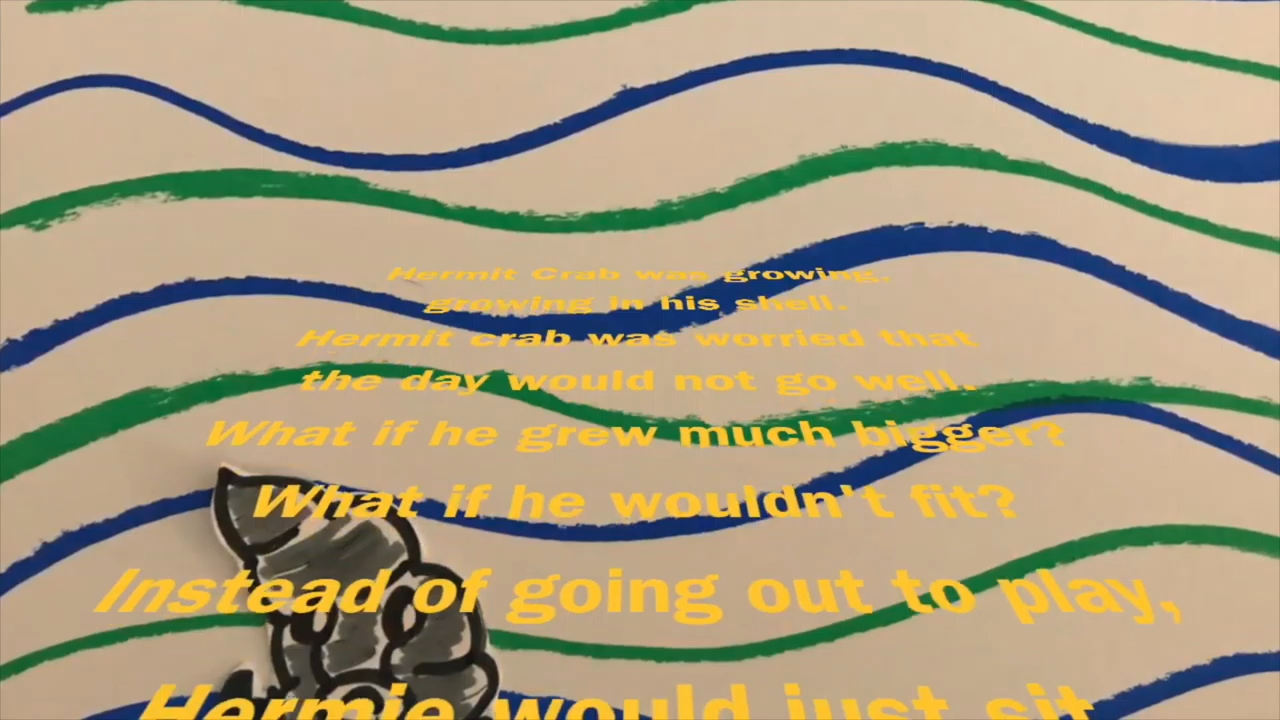 Hermit Crab was growing,
growing in his shell.
Hermit crab was worried that
the day would not go well.
What if he grew much bigger?
What if he wouldn't fit?
Instead of going out to play,
Hermie would just sit